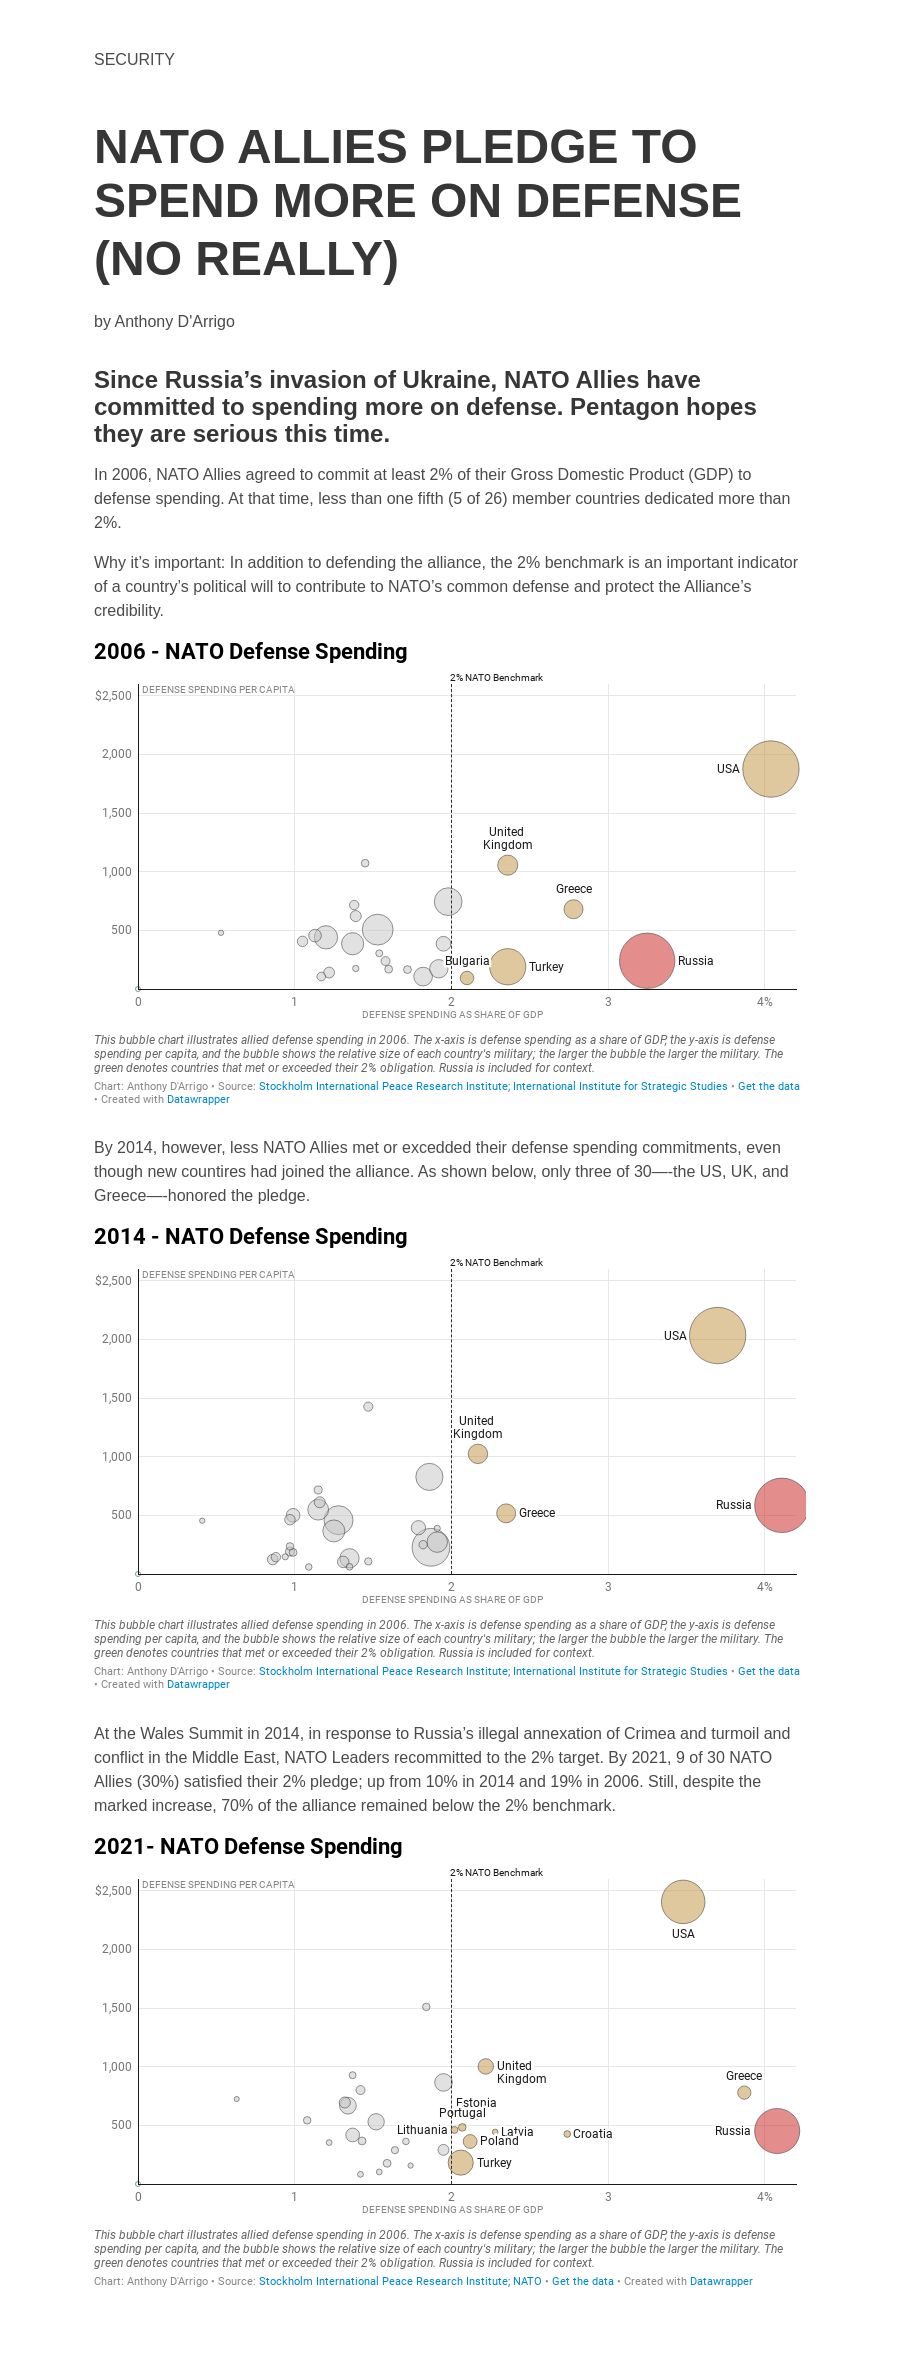 SECURITY
NATO ALLIES PLEDGE TO
SPEND MORE ON DEFENSE
(NO REALLY)
by Anthony D'Arrigo
Since Russia’s invasion of Ukraine, NATO Allies have
committed to spending more on defense. Pentagon hopes
they are serious this time.
In 2006, NATO Allies agreed to commit at least 2% of their Gross Domestic Product (GDP) to
defense spending. At that time, less than one fifth (5 of 26) member countries dedicated more than
2%.
Why it’s important: In addition to defending the alliance, the 2% benchmark is an important indicator
of a country’s political will to contribute to NATO’s common defense and protect the Alliance’s
credibility.
2006 - NATO Defense Spending
2% NATO Benchmark
$2,500 DEFENSE SPENDING PER CAPITA
2,000
USA
1,500
United
Kingdom
1,000
Greece
500
Bulgaria
Turkey
Russia
0 1 2 3 4%
DEFENSE SPENDING AS SHARE OF GDP
This bubble chart illustrates allied defense spending in 2006. The x-axis is defense spending as a share of GDP, the y-axis is defense
spending per capita, and the bubble shows the relative size of each country's military; the larger the bubble the larger the military. The
green denotes countries that met or exceeded their 2% obligation. Russia is included for context.
Chart: Anthony D'Arrigo • Source: Stockholm International Peace Research Institute; International Institute for Strategic Studies • Get the data
• Created with Datawrapper
By 2014, however, less NATO Allies met or excedded their defense spending commitments, even
though new countires had joined the alliance. As shown below, only three of 30—-the US, UK, and
Greece—-honored the pledge.
2014 - NATO Defense Spending
2% NATO Benchmark
$2,500 DEFENSE SPENDING PER CAPITA
2,000
USA
1,500
United
Kingdom
1,000
500
Greece
Russia
0 1 2 3 4%
DEFENSE SPENDING AS SHARE OF GDP
This bubble chart illustrates allied defense spending in 2006. The x-axis is defense spending as a share of GDP, the y-axis is defense
spending per capita, and the bubble shows the relative size of each country's military; the larger the bubble the larger the military. The
green denotes countries that met or exceeded their 2% obligation. Russia is included for context.
Chart: Anthony D'Arrigo • Source: Stockholm International Peace Research Institute; International Institute for Strategic Studies • Get the data
• Created with Datawrapper
At the Wales Summit in 2014, in response to Russia’s illegal annexation of Crimea and turmoil and
conflict in the Middle East, NATO Leaders recommitted to the 2% target. By 2021, 9 of 30 NATO
Allies (30%) satisfied their 2% pledge; up from 10% in 2014 and 19% in 2006. Still, despite the
marked increase, 70% of the alliance remained below the 2% benchmark.
2021- NATO Defense Spending
2% NATO Benchmark
$2,500 DEFENSE SPENDING PER CAPITA
USA
2,000
1,500
1,000
United
Kingdom
Greece
Estonia
Portugal
500
Lithuania
Latvia
Croatia
Russia
Poland
Turkey
0 1 2 3 4%
DEFENSE SPENDING AS SHARE OF GDP
This bubble chart illustrates allied defense spending in 2006. The x-axis is defense spending as a share of GDP, the y-axis is defense
spending per capita, and the bubble shows the relative size of each country's military; the larger the bubble the larger the military. The
green denotes countries that met or exceeded their 2% obligation. Russia is included for context.
Chart: Anthony D'Arrigo • Source: Stockholm International Peace Research Institute; NATO • Get the data • Created with Datawrapper